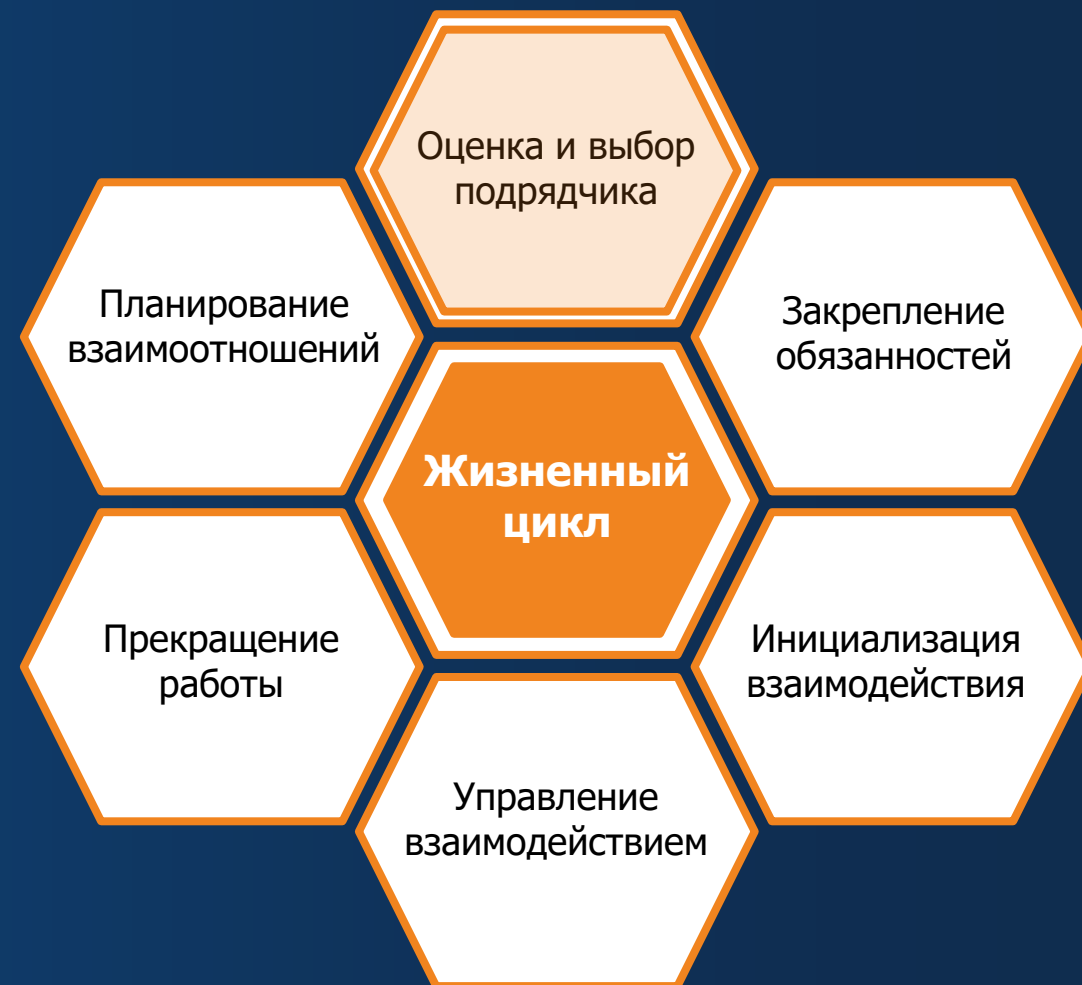 Оценка и выбор
подрядчика
Планирование
взаимоотношений
Закрепление
обязанностей
Жизненный
цикл
Прекращение
работы
Инициализация
взаимодействия
Управление
взаимодействием